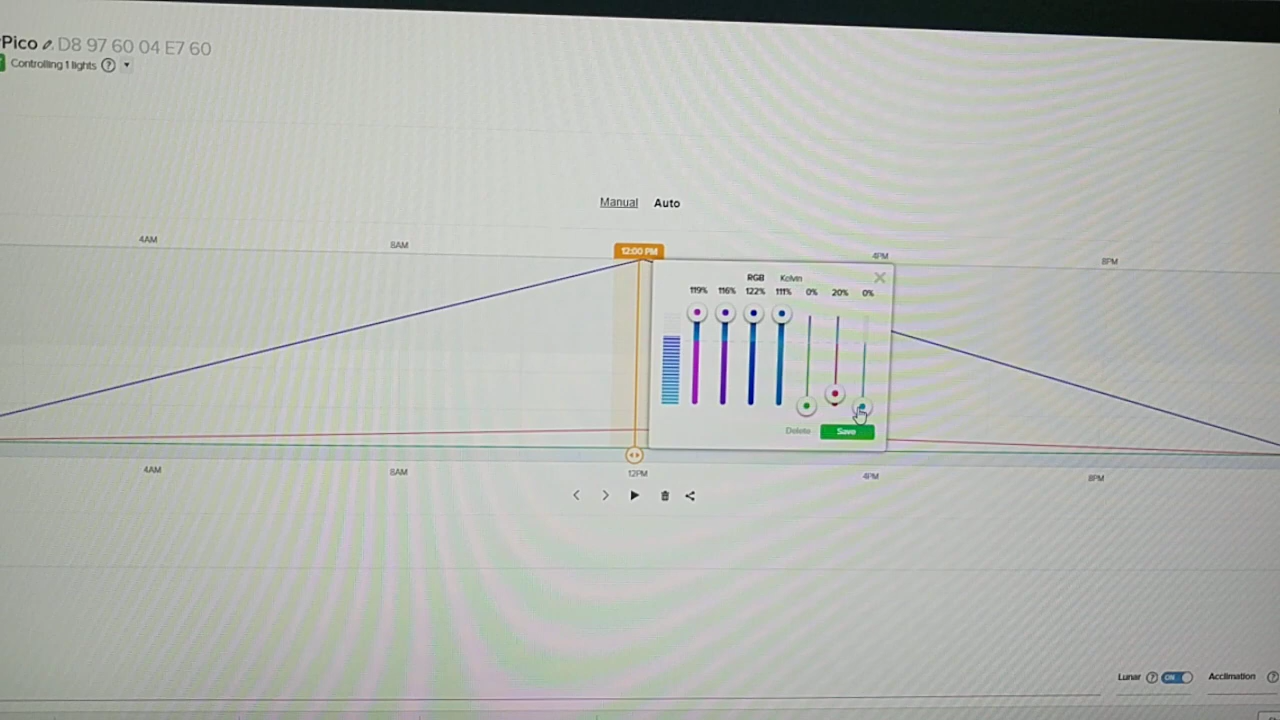 Pico D8 97 60 04 E7 60
Controlling 1 lights ?
Manual Auto
4AM 8AM 12:00 PM 4PM 8PM
RGB Kelvin
119% 116% 122% 111% 0% 20% 0%
Delete Save
4AM 8AM 12PM 4PM 8PM
Lunar ? ON Acclimation ?